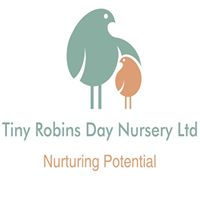 Tiny Robins Day Nursery Ltd
Nurturing Potential